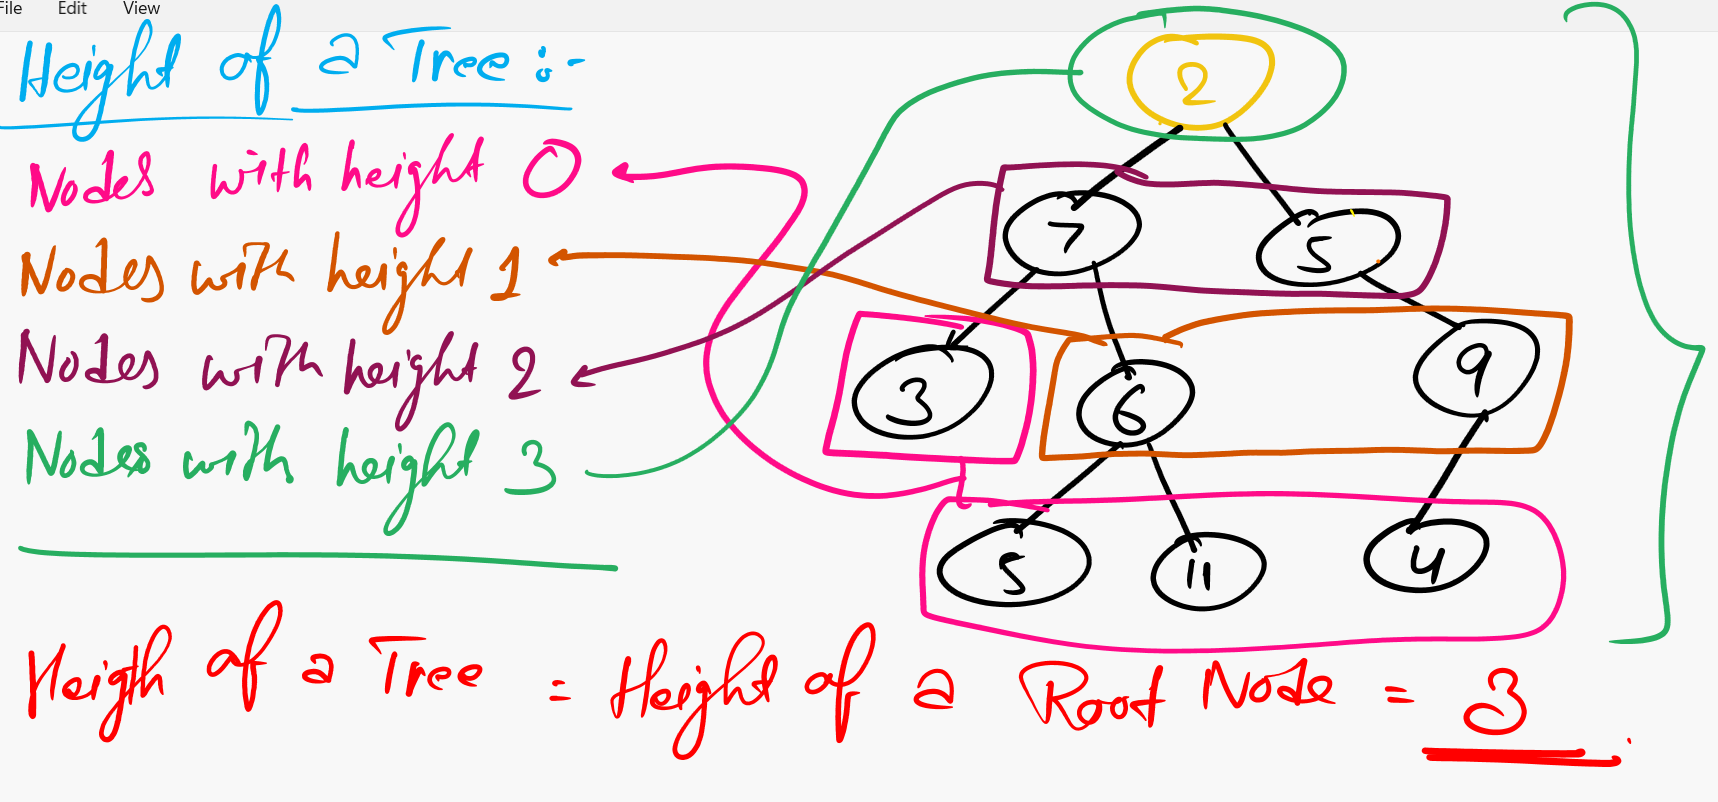 File Edit View
Height of a Tree :-
Nodes with height 0
Nodes with height 1
Nodes with height 2
Nodes with height 3
2
7 5
3 6 9
5 11 4
Heigth of a Tree = Height of a Root Node = 3